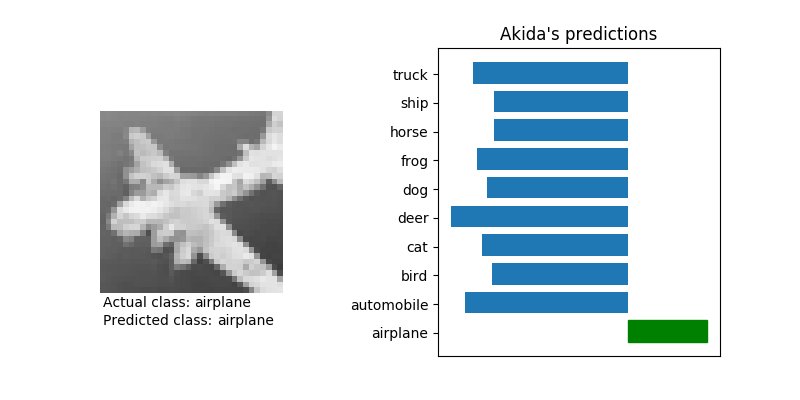 Akida's predictions
truck
ship
horse
frog
dog
deer
cat
bird
automobile
airplane
Actual class: airplane
Predicted class: airplane